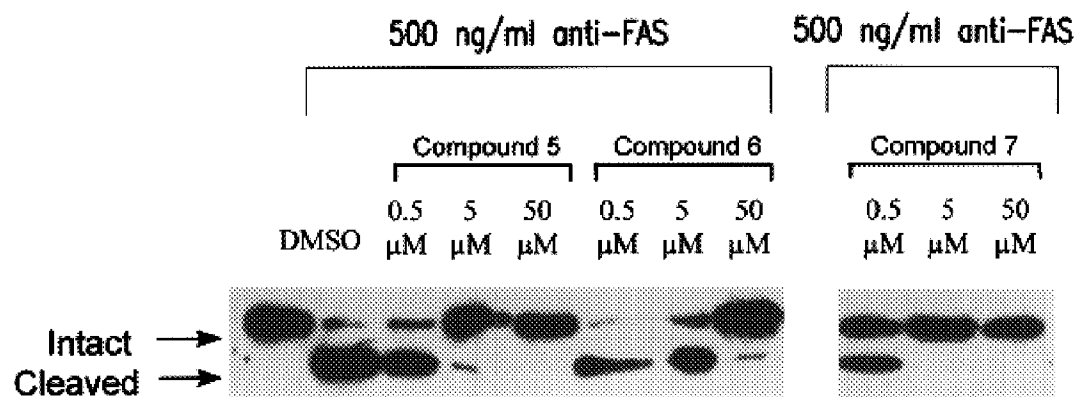 500 ng/ml anti-FAS 500 ng/ml anti-FAS
Compound 5 Compound 6 Compound 7
0.5 5 50 0.5 5 50 0.5 5 50
DMSO μM μM μM μM μM μM μM μM μM
Intact
Cleaved